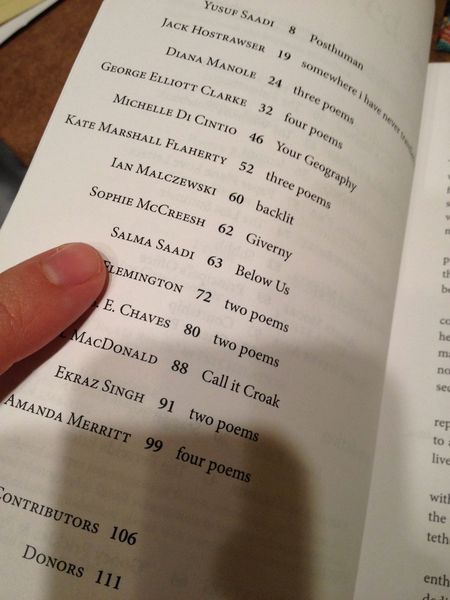 YUSUF SAADI 8 Posthuman
JACK HOSTRAWSER 19 somewhere i have never
DIANA MANOLE 24 three poems
GEORGE ELLIOTT CLARKE 32 four poems
MICHELLE DI CINTIO 46 Your Geography
KATE MARSHALL FLAHERTY 52 three poems
IAN MALCZEWSKI 60 backlit
SOPHIE MCCREESH 62 Giverny
SALMA SAADI 63 Below Us
FLEMINGTON 72 two poems
E. CHAVES 80 two poems
MACDONALD 88 Call it Croak
EKRAZ SINGH 91 two poems
AMANDA MERRITT 99 four poems
CONTRIBUTORS 106
DONORS 111